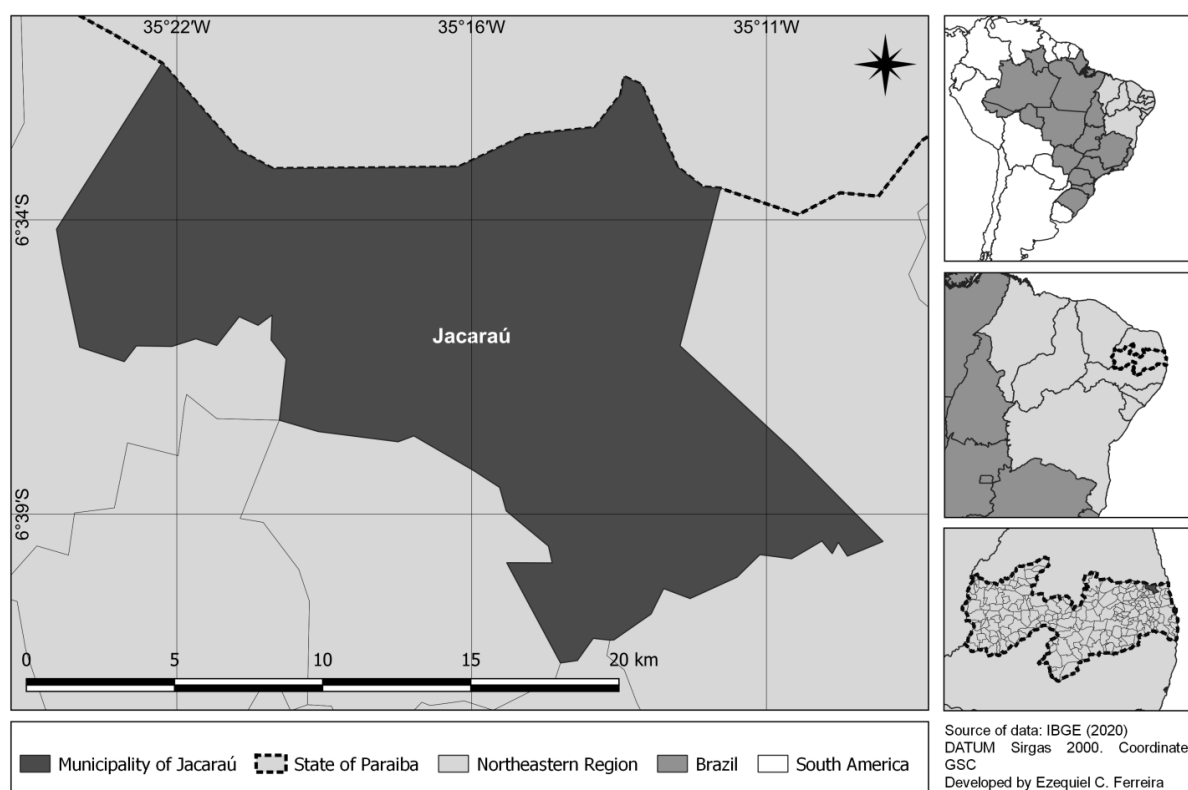 35°22'W 35°16'W 35°11'W
6°34'S
Jacaraú
6°39'S
0 5 10 15 20 km
Municipality of Jacaraú State of Paraiba Northeastern Region Brazil South America
Source of data: IBGE (2020)
DATUM Sirgas 2000. Coordinate
GSC
Developed by Ezequiel C. Ferreira